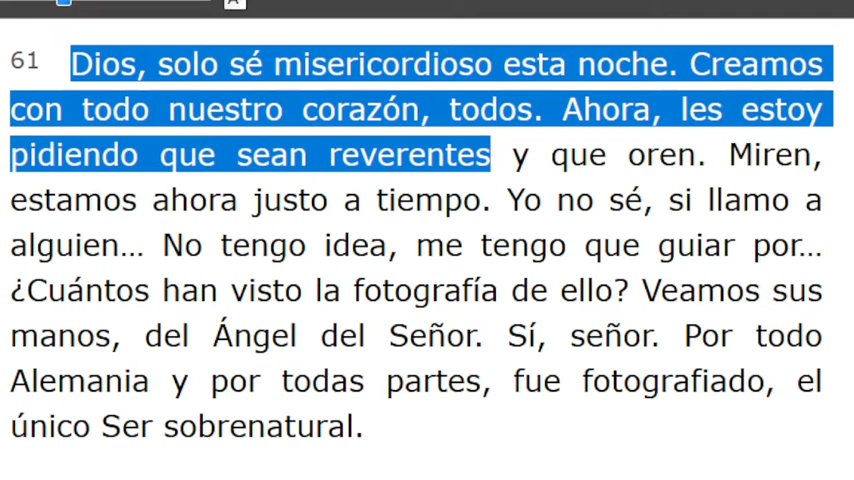 61 Dios, solo sé misericordioso esta noche. Creamos
con todo nuestro corazón, todos. Ahora, les estoy
pidiendo que sean reverentes y que oren. Miren,
estamos ahora justo a tiempo. Yo no sé, si llamo a
alguien… No tengo idea, me tengo que guiar por…
¿Cuántos han visto la fotografía de ello? Veamos sus
manos, del Ángel del Señor. Sí, señor. Por todo
Alemania y por todas partes, fue fotografiado, el
único Ser sobrenatural.